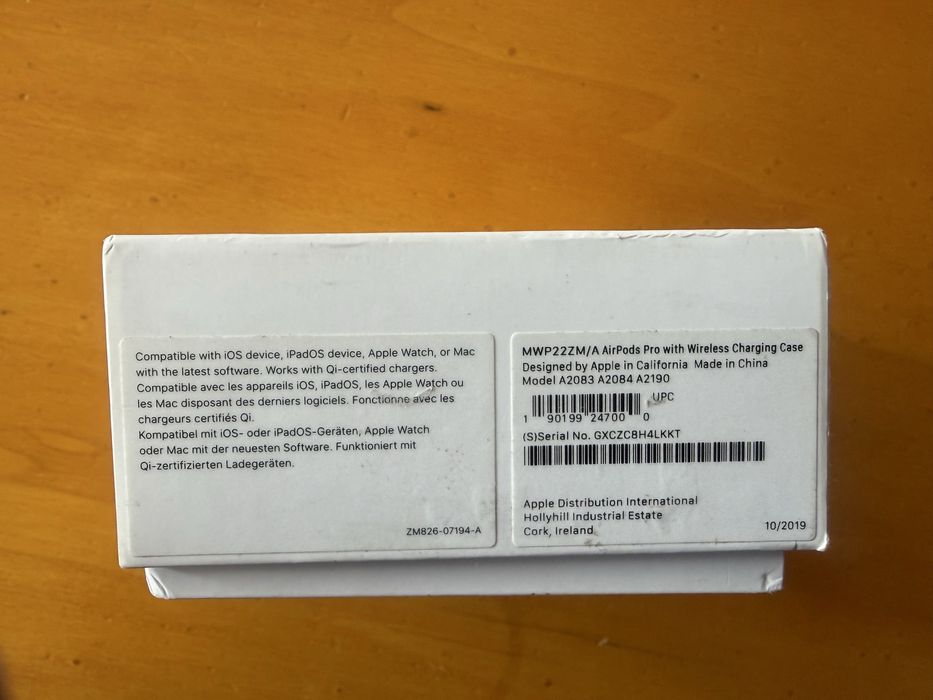 Compatible with iOS device, iPadOS device, Apple Watch, or Mac
with the latest software. Works with Qi-certified chargers.
Compatible avec les appareils iOS, iPadOS, les Apple Watch ou
les Mac disposant des derniers logiciels. Fonctionne avec les
chargeurs certifiés Qi.
Kompatibel mit iOS- oder iPadOS-Geräten, Apple Watch
oder Mac mit der neuesten Software. Funktioniert mit
Qi-zertifizierten Ladegeräten.
ZM826-07194-A
MWP22ZM/A AirPods Pro with Wireless Charging Case
Designed by Apple in California Made in China
Model A2083 A2084 A2190
UPC
1 90199 24700 0
(S)Serial No. GXCZC8H4LKKT
Apple Distribution International
Hollyhill Industrial Estate
Cork, Ireland
10/2019